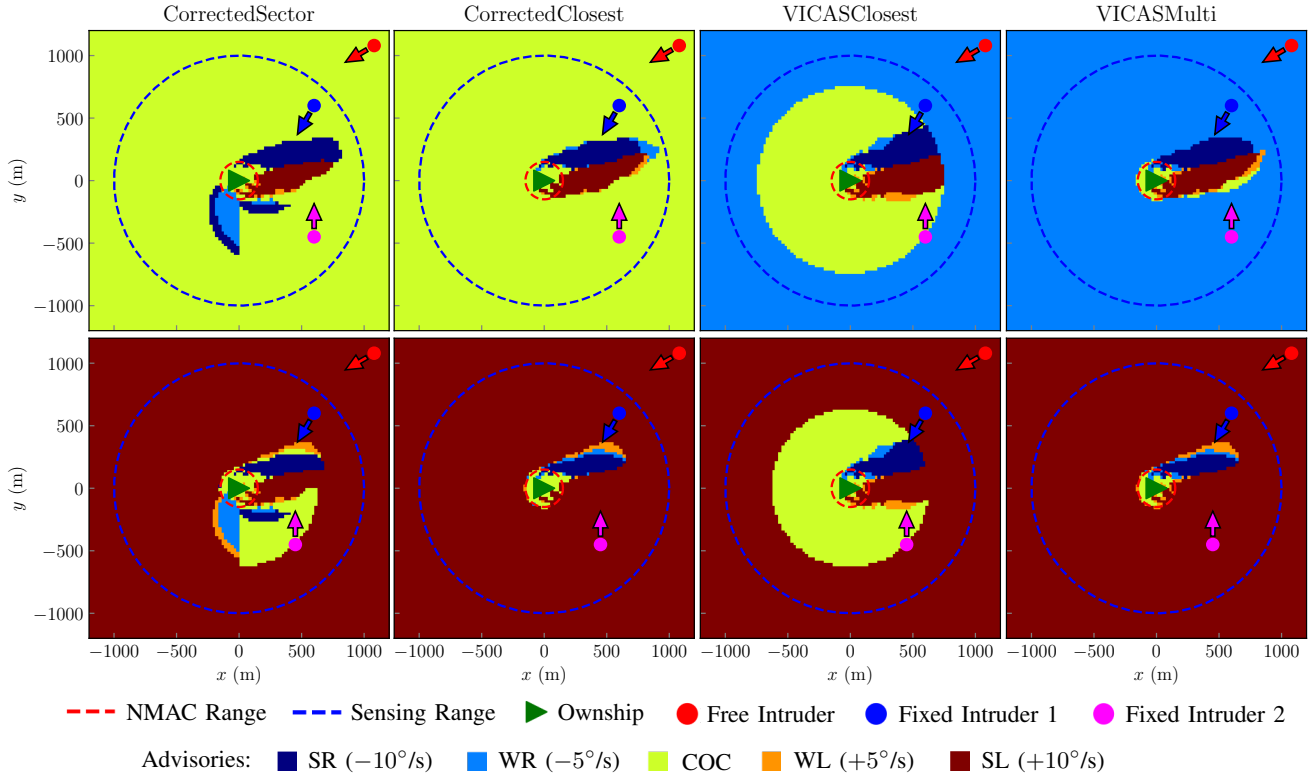 CorrectedSector CorrectedClosest VICASClosest VICASMulti
1000
500
0
−500
−1000
y (m)
1000
500
0
−500
−1000
y (m)
−1000 −500 0 500 1000 −1000 −500 0 500 1000 −1000 −500 0 500 1000 −1000 −500 0 500 1000
x (m) x (m) x (m) x (m)
NMAC Range Sensing Range Ownship Free Intruder Fixed Intruder 1 Fixed Intruder 2
Advisories: SR (−10°/s) WR (−5°/s) COC WL (+5°/s) SL (+10°/s)